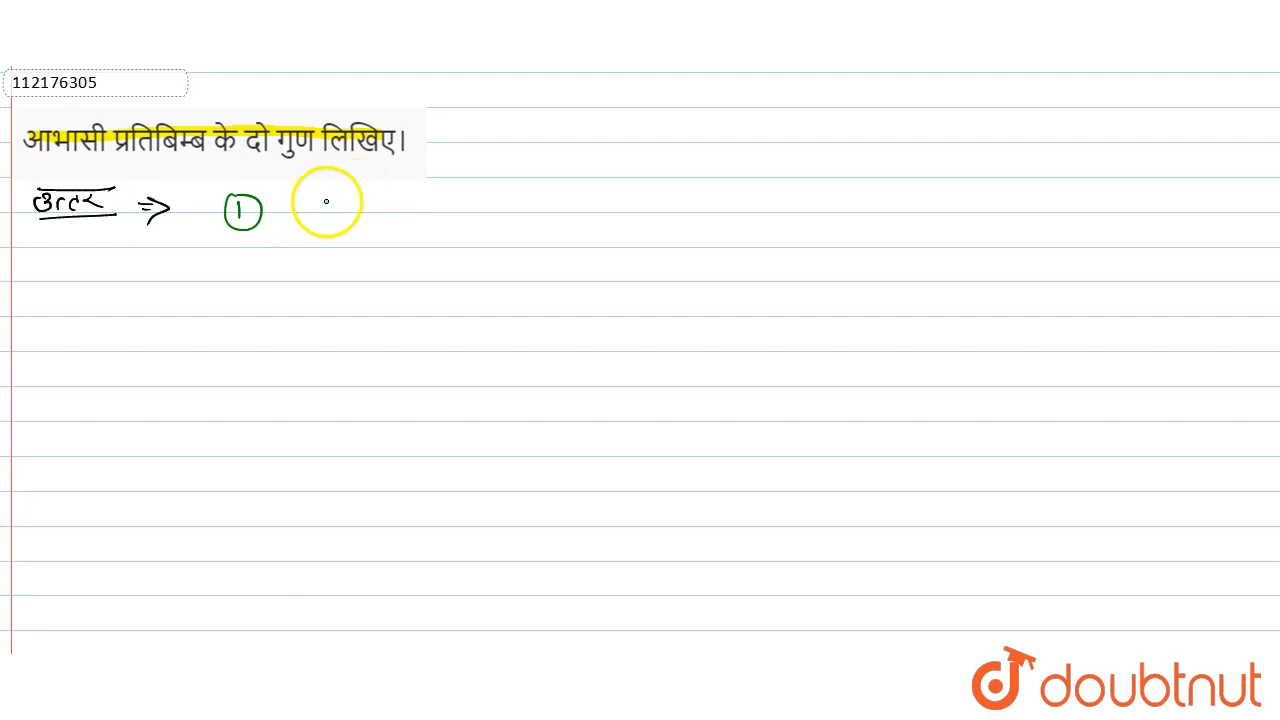 112176305
आभासी प्रतिबिम्ब के दो गुण लिखिए।
उत्तर ⇒ ①
doubtnut